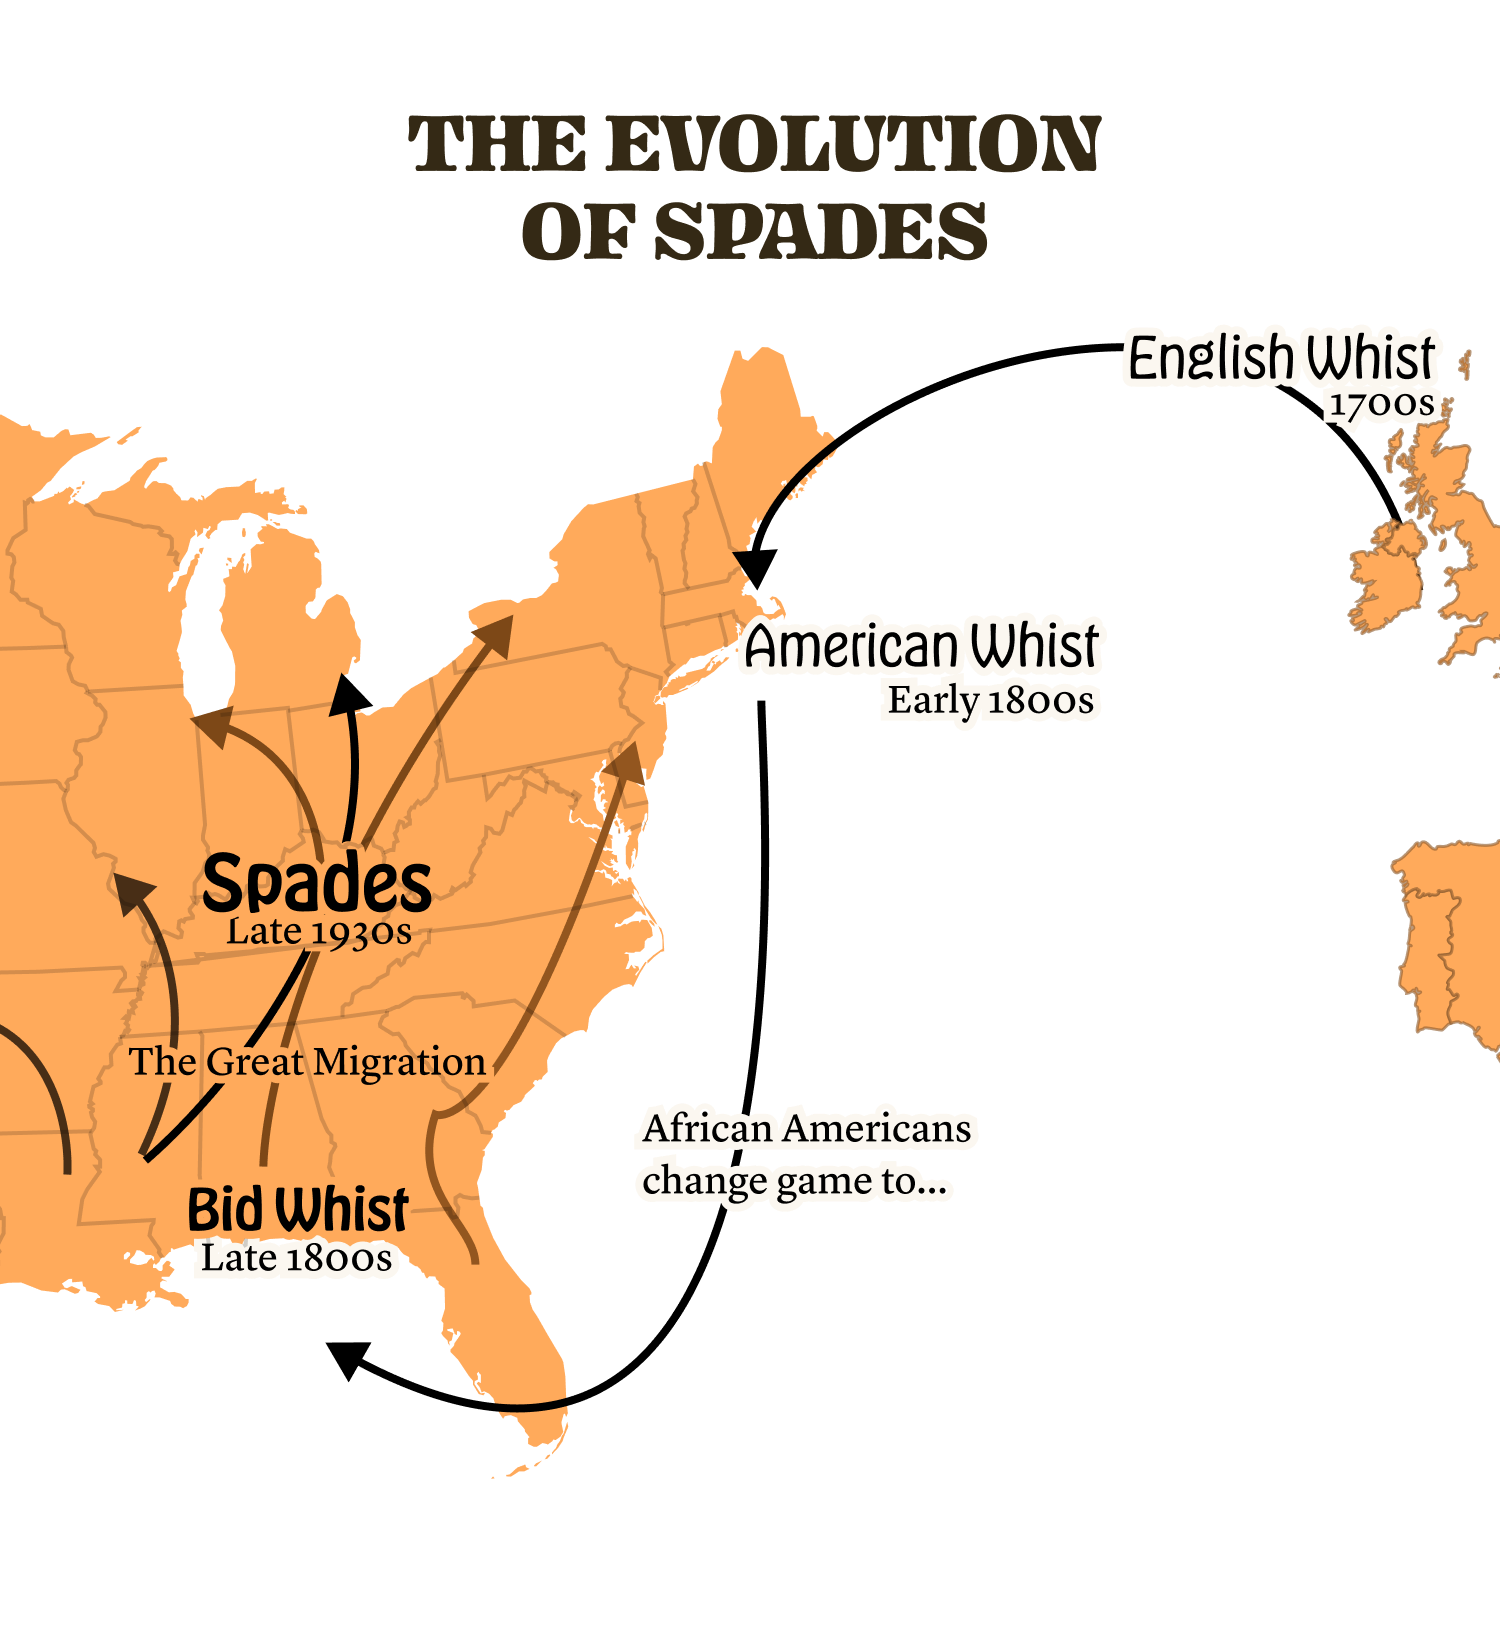 THE EVOLUTION
OF SPADES
English Whist
1700s
American Whist
Early 1800s
Spades
Late 1930s
The Great Migration
African Americans
change game to...
Bid Whist
Late 1800s